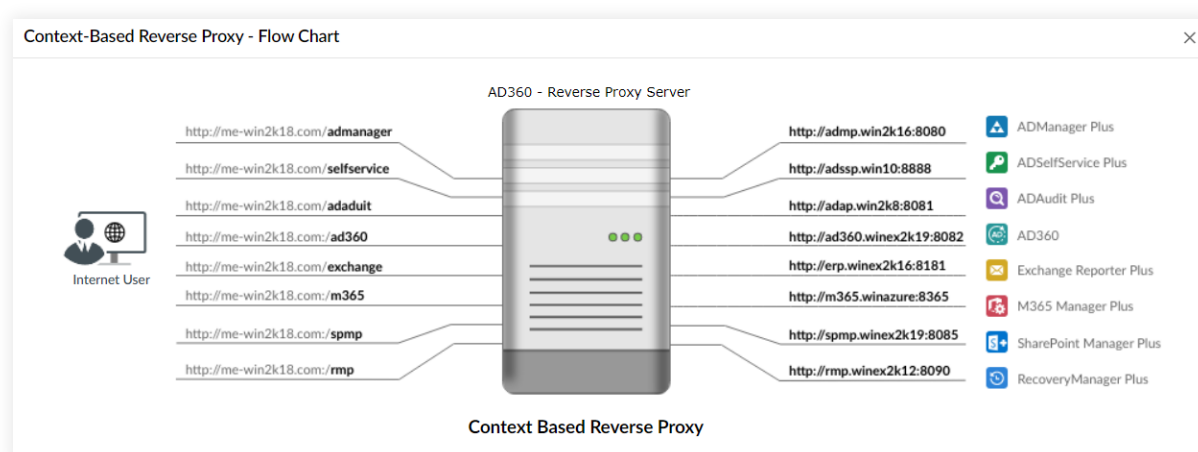 Context-Based Reverse Proxy - Flow Chart
AD360 - Reverse Proxy Server
http://me-win2k18.com/admanager http://admp.win2k16:8080 ADManager Plus
http://me-win2k18.com/selfservice http://adssp.win10:8888 ADSelfService Plus
http://me-win2k18.com/adaduit http://adap.win2k8:8081 ADAudit Plus
http://me-win2k18.com:/ad360 http://ad360.winex2k19:8082 AD360
http://me-win2k18.com/exchange http://erp.winex2k16:8181 Exchange Reporter Plus
http://me-win2k18.com:/m365 http://m365.winazure:8365 M365 Manager Plus
http://me-win2k18.com:/spmp http://spmp.winex2k19:8085 SharePoint Manager Plus
http://me-win2k18.com:/rmp http://rmp.winex2k12:8090 RecoveryManager Plus
Internet User
Context Based Reverse Proxy